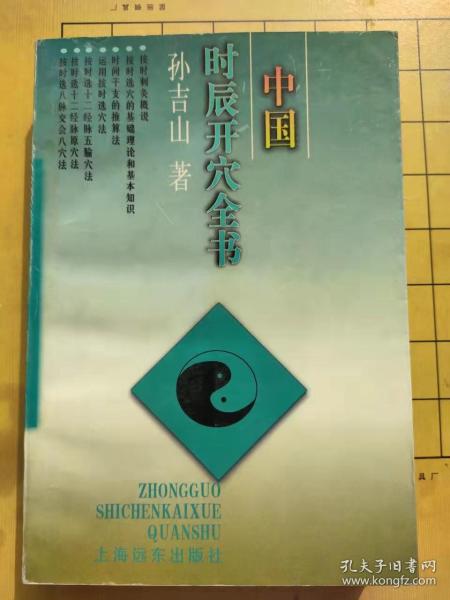 中国
时辰开穴全书
孙吉山 著
按时刺灸概说
按时选穴的基础理论和基本知识
时间干支的推算法
运用按时选穴法
按时选十二经脉五腧穴法
按时选十二经脉原穴法
按时选八脉交会八穴法
ZHONGGUO
SHICHENKAIXUE
QUANSHU
上海远东出版社
具厂
孔夫子旧书网
www.kongfz.com